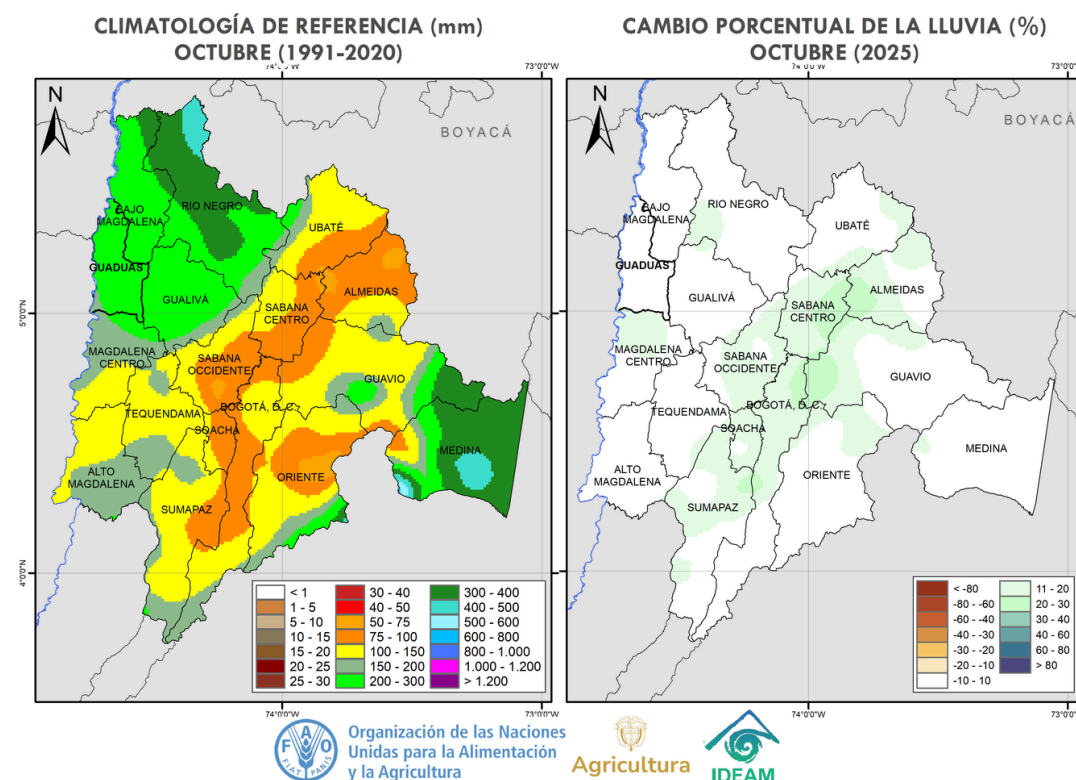 CLIMATOLOGÍA DE REFERENCIA (mm)
OCTUBRE (1991-2020)
74°0'W
73°0'W
N
BOYACÁ
BAJO
MAGDALENA
RIO NEGRO
UBATÉ
GUADUAS
GUALIVÁ
ALMEIDAS
5°0'N
SABANA
CENTRO
MAGDALENA
CENTRO
SABANA
OCCIDENTE
GUAVIO
TEQUENDAMA
BOGOTÁ, D.C.
SOACHA
MEDINA
ALTO
MAGDALENA
ORIENTE
SUMAPAZ
4°0'N
< 1
1 - 5
5 - 10
10 - 15
15 - 20
20 - 25
25 - 30
30 - 40
40 - 50
50 - 75
75 - 100
100 - 150
150 - 200
200 - 300
300 - 400
400 - 500
500 - 600
600 - 800
800 - 1.000
1.000 - 1.200
> 1.200
74°0'W
73°0'W
CAMBIO PORCENTUAL DE LA LLUVIA (%)
OCTUBRE (2025)
74°0'W
73°0'W
N
BOYACÁ
BAJO
MAGDALENA
RIO NEGRO
UBATÉ
GUADUAS
GUALIVÁ
ALMEIDAS
5°0'N
SABANA
CENTRO
MAGDALENA
CENTRO
SABANA
OCCIDENTE
GUAVIO
TEQUENDAMA
BOGOTÁ, D.C.
SOACHA
MEDINA
ALTO
MAGDALENA
ORIENTE
SUMAPAZ
4°0'N
< -80
-80 - -60
-60 - -40
-40 - -30
-30 - -20
-20 - -10
-10 - 10
11 - 20
20 - 30
30 - 40
40 - 60
60 - 80
> 80
74°0'W
73°0'W
FAO
FIAT PANIS
Organización de las Naciones
Unidas para la Alimentación
y la Agricultura
Agricultura
IDEAM